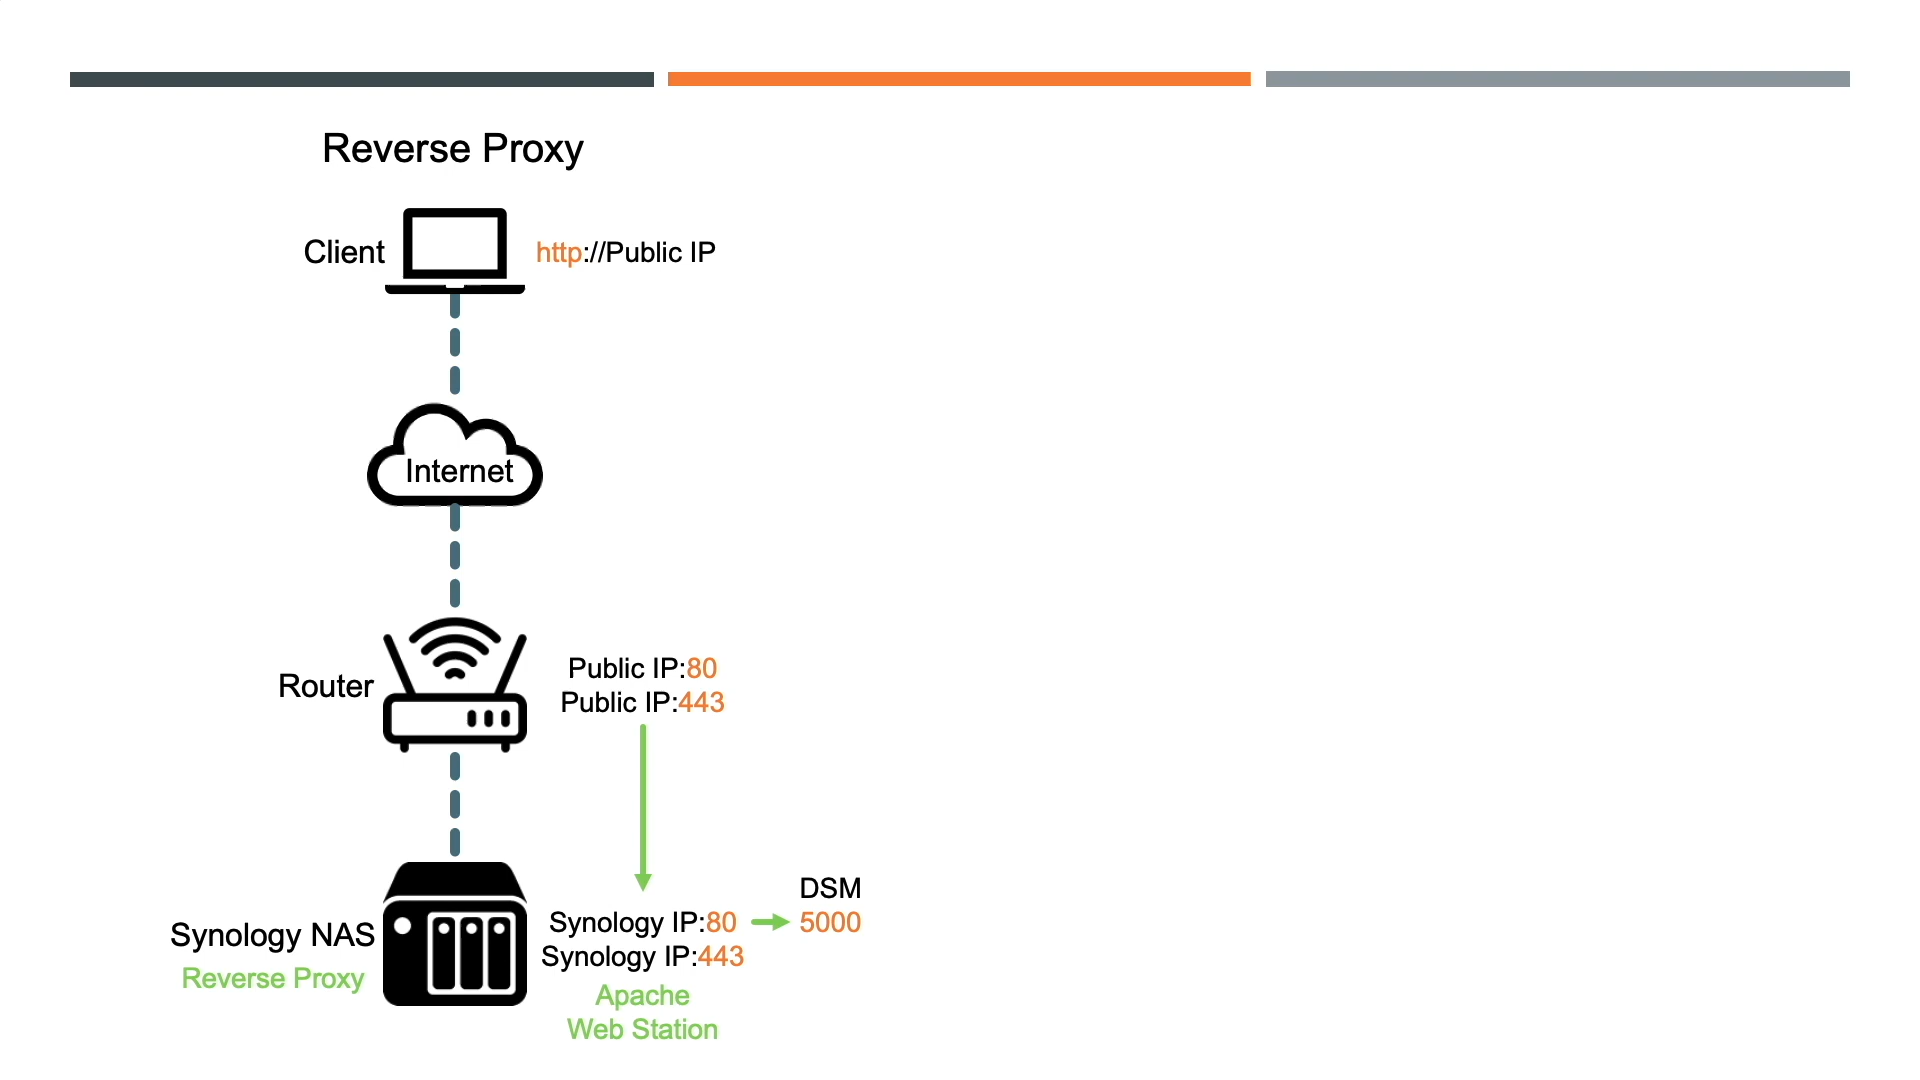 Reverse Proxy
Client
http://Public IP
Internet
Router
Public IP:80
Public IP:443
DSM
Synology NAS
Reverse Proxy
Synology IP:80
5000
Synology IP:443
Apache
Web Station